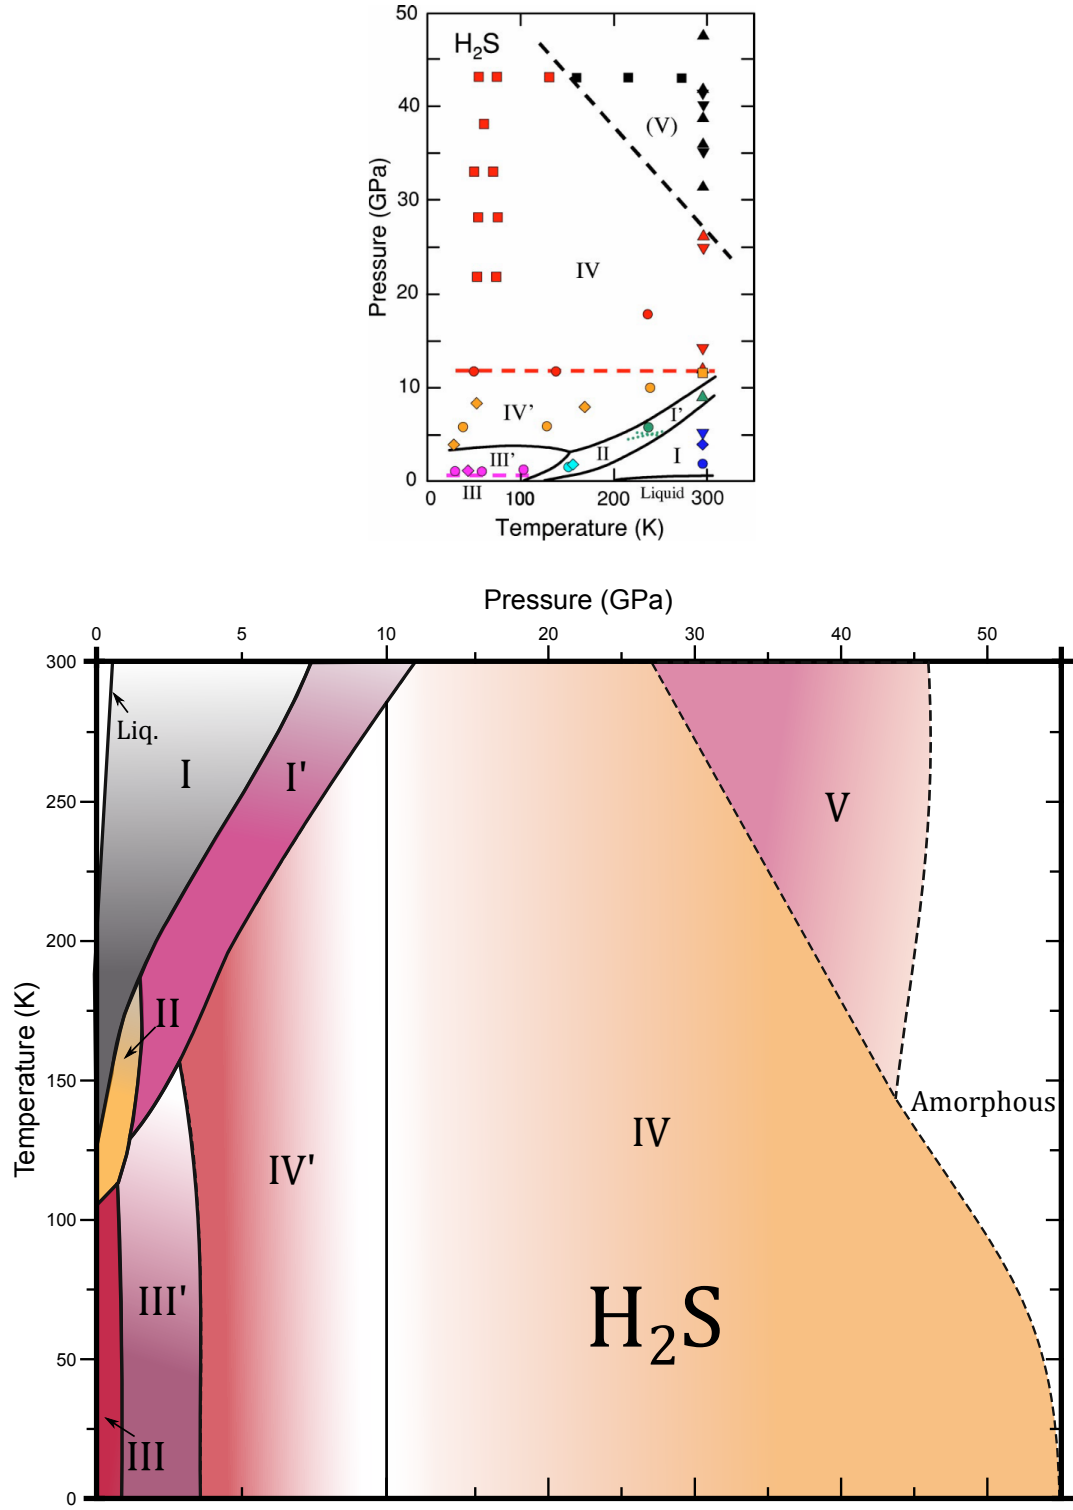 50
H₂S
40
(V)
Pressure (GPa)
30
IV
20
10
IV'
I'
III'
II
I
0
III
Liquid
0
100
200
300
Temperature (K)
Pressure (GPa)
0 5 10 20 30 40 50
300
Liq.
I
I'
V
250
200
II
Temperature (K)
150
Amorphous
IV
IV'
100
III'
H₂S
50
III
0